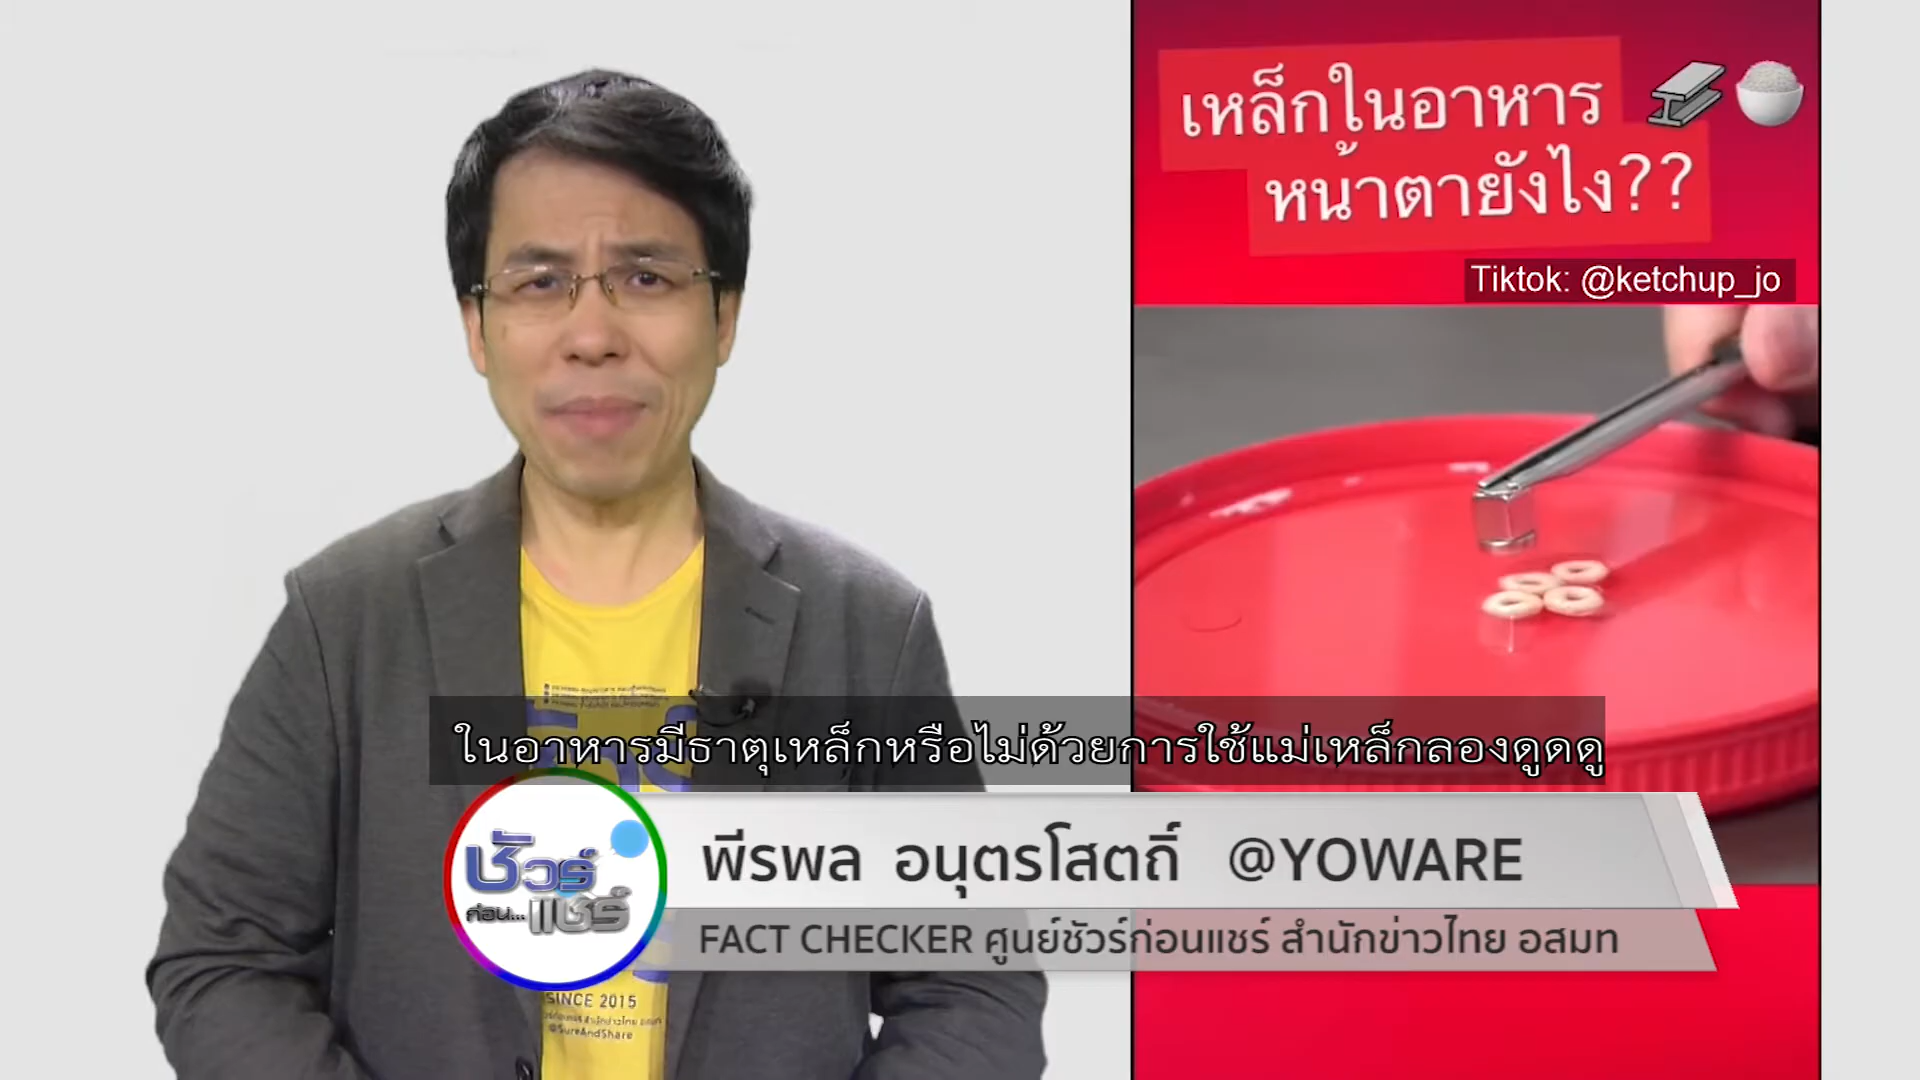 เหล็กในอาหาร
หน้าตายังไง??
Tiktok: @ketchup_jo
ในอาหารมีธาตุเหล็กหรือไม่ด้วยการใช้แม่เหล็กลองดูดดู
ชัวร์
ก่อน... แชร์
พีรพล อนุตรโสตถิ์ @YOWARE
FACT CHECKER ศูนย์ชัวร์ก่อนแชร์ สำนักข่าวไทย อสมท
SINCE 2015
@SureAndShare